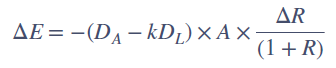 ΔE = −(D_A − kD_L) × A × ΔR / (1 + R)